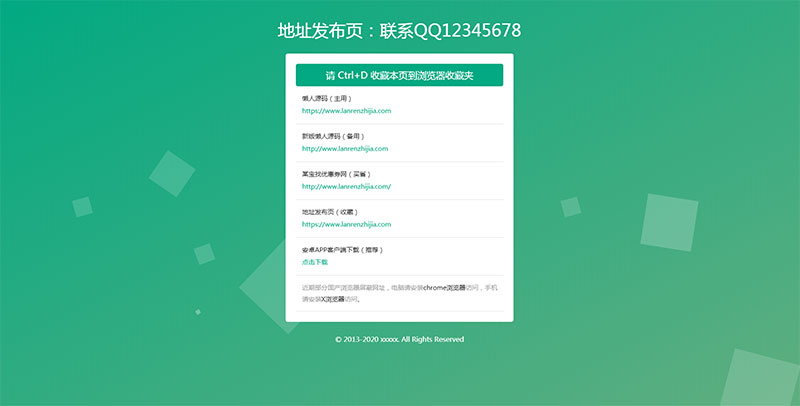 地址发布页：联系QQ12345678
请 Ctrl+D 收藏本页到浏览器收藏夹
懒人源码（主用）
https://www.lanrenzhijia.com
新版懒人源码（备用）
http://www.lanrenzhijia.com
某宝找优惠券网（买省）
http://www.lanrenzhijia.com/
地址发布页（收藏）
https://www.lanrenzhijia.com
安卓APP客户端下载（推荐）
点击下载
近期部分国产浏览器屏蔽网址，电脑请安装chrome浏览器访问，手机
请安装X浏览器访问。
© 2013-2020 xxxxx. All Rights Reserved